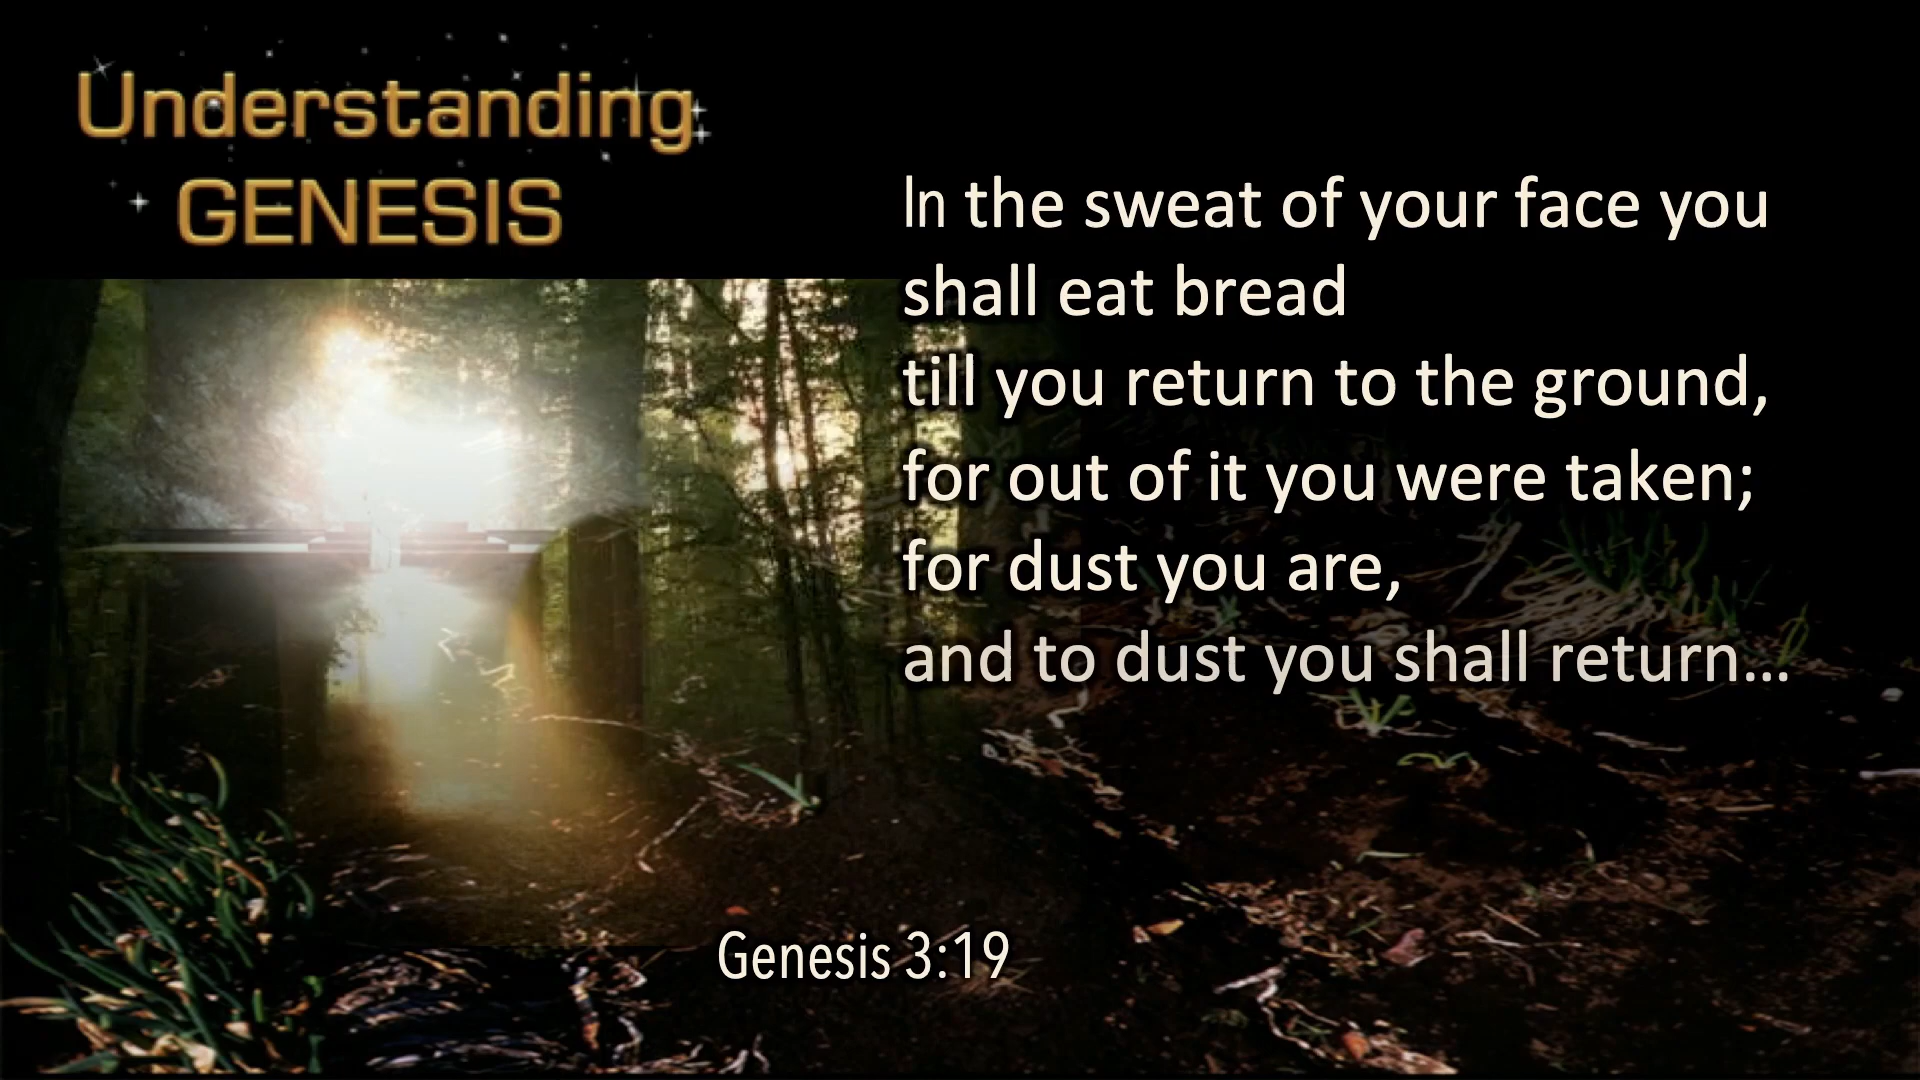 Understanding
GENESIS
In the sweat of your face you
shall eat bread
till you return to the ground,
for out of it you were taken;
for dust you are,
and to dust you shall return...
Genesis 3:19